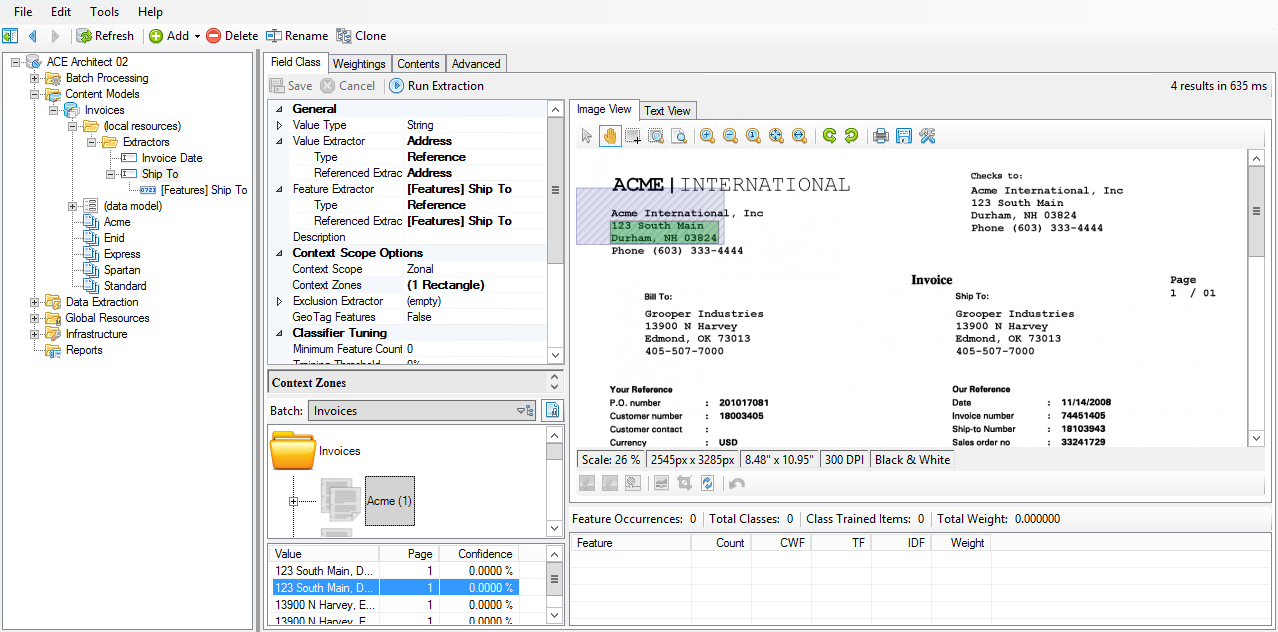 File Edit Tools Help
Refresh Add Delete Rename Clone
ACE Architect 02
Batch Processing
Content Models
Invoices
(local resources)
Extractors
Invoice Date
Ship To
[Features] Ship To
(data model)
Acme
Enid
Express
Spartan
Standard
Data Extraction
Global Resources
Infrastructure
Reports
Field Class Weightings Contents Advanced
Save Cancel Run Extraction
4 results in 635 ms
General
Value Type String
Value Extractor Address
Type Reference
Referenced Extrac Address
Feature Extractor [Features] Ship To
Type Reference
Referenced Extrac [Features] Ship To
Description
Context Scope Options
Context Scope Zonal
Context Zones (1 Rectangle)
Exclusion Extractor (empty)
GeoTag Features False
Classifier Tuning
Minimum Feature Count 0
Training Threshold 0%
Context Zones
Batch: Invoices
Invoices
Acme (1)
Value Page Confidence
123 South Main, D... 1 0.0000 %
123 South Main, D... 1 0.0000 %
13900 N Harvey, E... 1 0.0000 %
13900 N Harvey, E... 1 0.0000 %
Image View Text View
ACME|INTERNATIONAL
Acme International, Inc
123 South Main
Durham, NH 03824
Phone (603) 333-4444
Checks to:
Acme International, Inc
123 South Main
Durham, NH 03824
Phone (603) 333-4444
Invoice
Page
1 / 01
Bill To:
Grooper Industries
13900 N Harvey
Edmond, OK 73013
405-507-7000
Ship To:
Grooper Industries
13900 N Harvey
Edmond, OK 73013
405-507-7000
Your Reference
P.O. number : 201017081
Customer number : 18003405
Customer contact :
Currency : USD
Our Reference
Date : 11/14/2008
Invoice number : 74451405
Ship-to Number : 18103943
Sales order no : 33241729
Scale: 26 % 2545px x 3285px 8.48" x 10.95" 300 DPI Black & White
Feature Occurrences: 0 Total Classes: 0 Class Trained Items: 0 Total Weight: 0.000000
Feature Count CWF TF IDF Weight